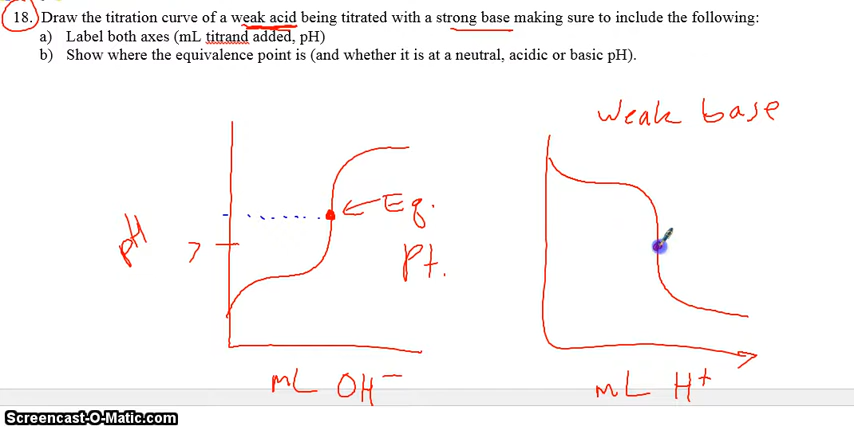 18. Draw the titration curve of a weak acid being titrated with a strong base making sure to include the following:
a) Label both axes (mL titrand added, pH)
b) Show where the equivalence point is (and whether it is at a neutral, acidic or basic pH).
weak base
Eq.
pH
7
Pt.
mL OH-
mL H+
Screencast-O-Matic.com